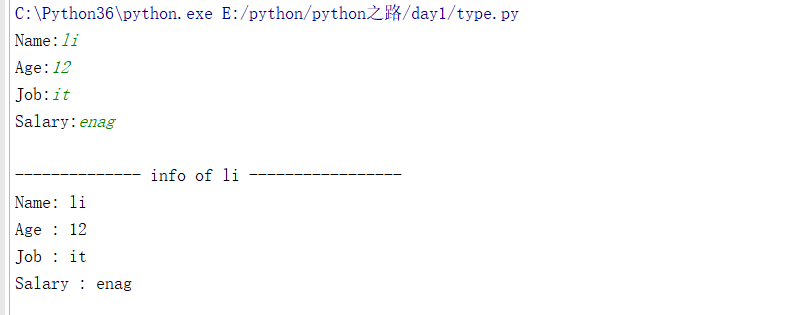 C:\Python36\python.exe E:/python/python之路/day1/type.py
Name:li
Age:12
Job:it
Salary:enag
-------------- info of li -----------------
Name: li
Age : 12
Job : it
Salary : enag